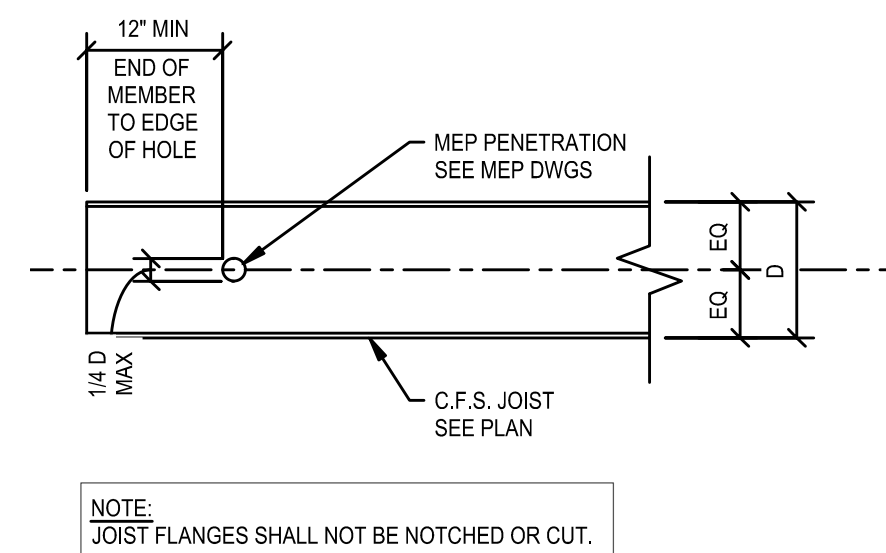 12" MIN
END OF
MEMBER
TO EDGE
OF HOLE
MEP PENETRATION
SEE MEP DWGS
EQ
EQ
D
1/4 D
MAX
C.F.S. JOIST
SEE PLAN
NOTE:
JOIST FLANGES SHALL NOT BE NOTCHED OR CUT.